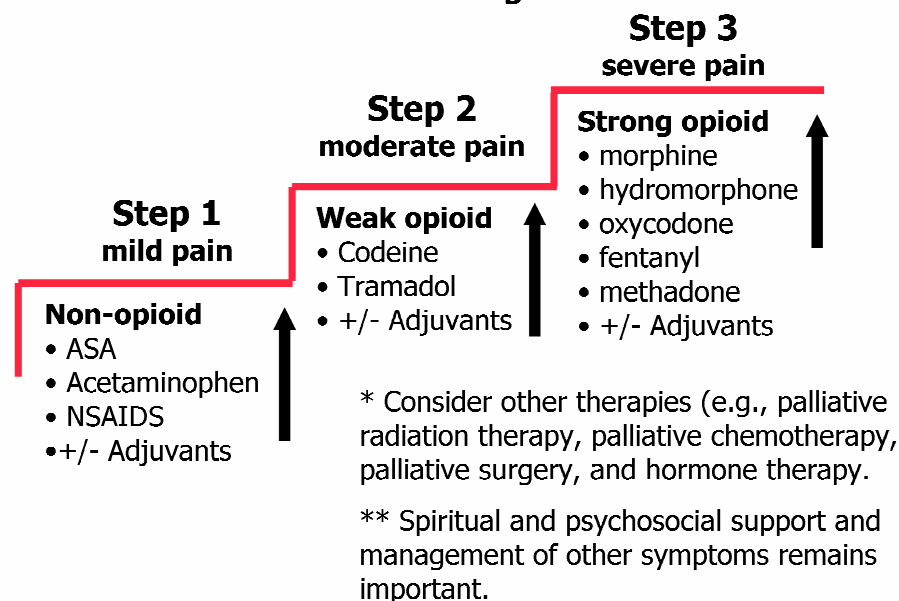 Step 1
mild pain
Non-opioid
• ASA
• Acetaminophen
• NSAIDS
•+/- Adjuvants
Step 2
moderate pain
Weak opioid
• Codeine
• Tramadol
• +/- Adjuvants
Step 3
severe pain
Strong opioid
• morphine
• hydromorphone
• oxycodone
• fentanyl
• methadone
• +/- Adjuvants
* Consider other therapies (e.g., palliative
radiation therapy, palliative chemotherapy,
palliative surgery, and hormone therapy.
** Spiritual and psychosocial support and
management of other symptoms remains
important.